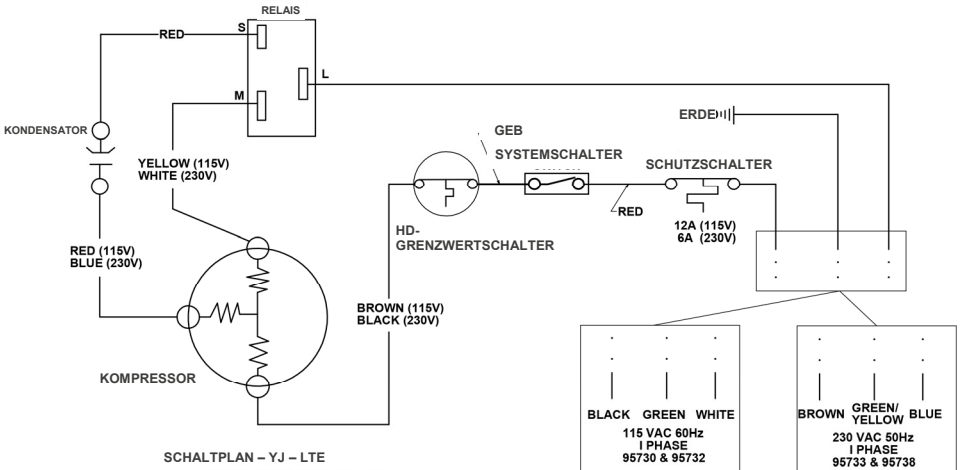 RELAIS
S
RED
L
M
KONDENSATOR
ERDE
GEB
SYSTEMSCHALTER
SCHUTZSCHALTER
YELLOW (115V)
WHITE (230V)
RED
12A (115V)
6A (230V)
HD-
GRENZWERTSCHALTER
RED (115V)
BLUE (230V)
BROWN (115V)
BLACK (230V)
KOMPRESSOR
BLACK GREEN WHITE
115 VAC 60Hz
I PHASE
95730 & 95732
BROWN GREEN/ BLUE
YELLOW
230 VAC 50Hz
I PHASE
95733 & 95738
SCHALTPLAN – YJ – LTE